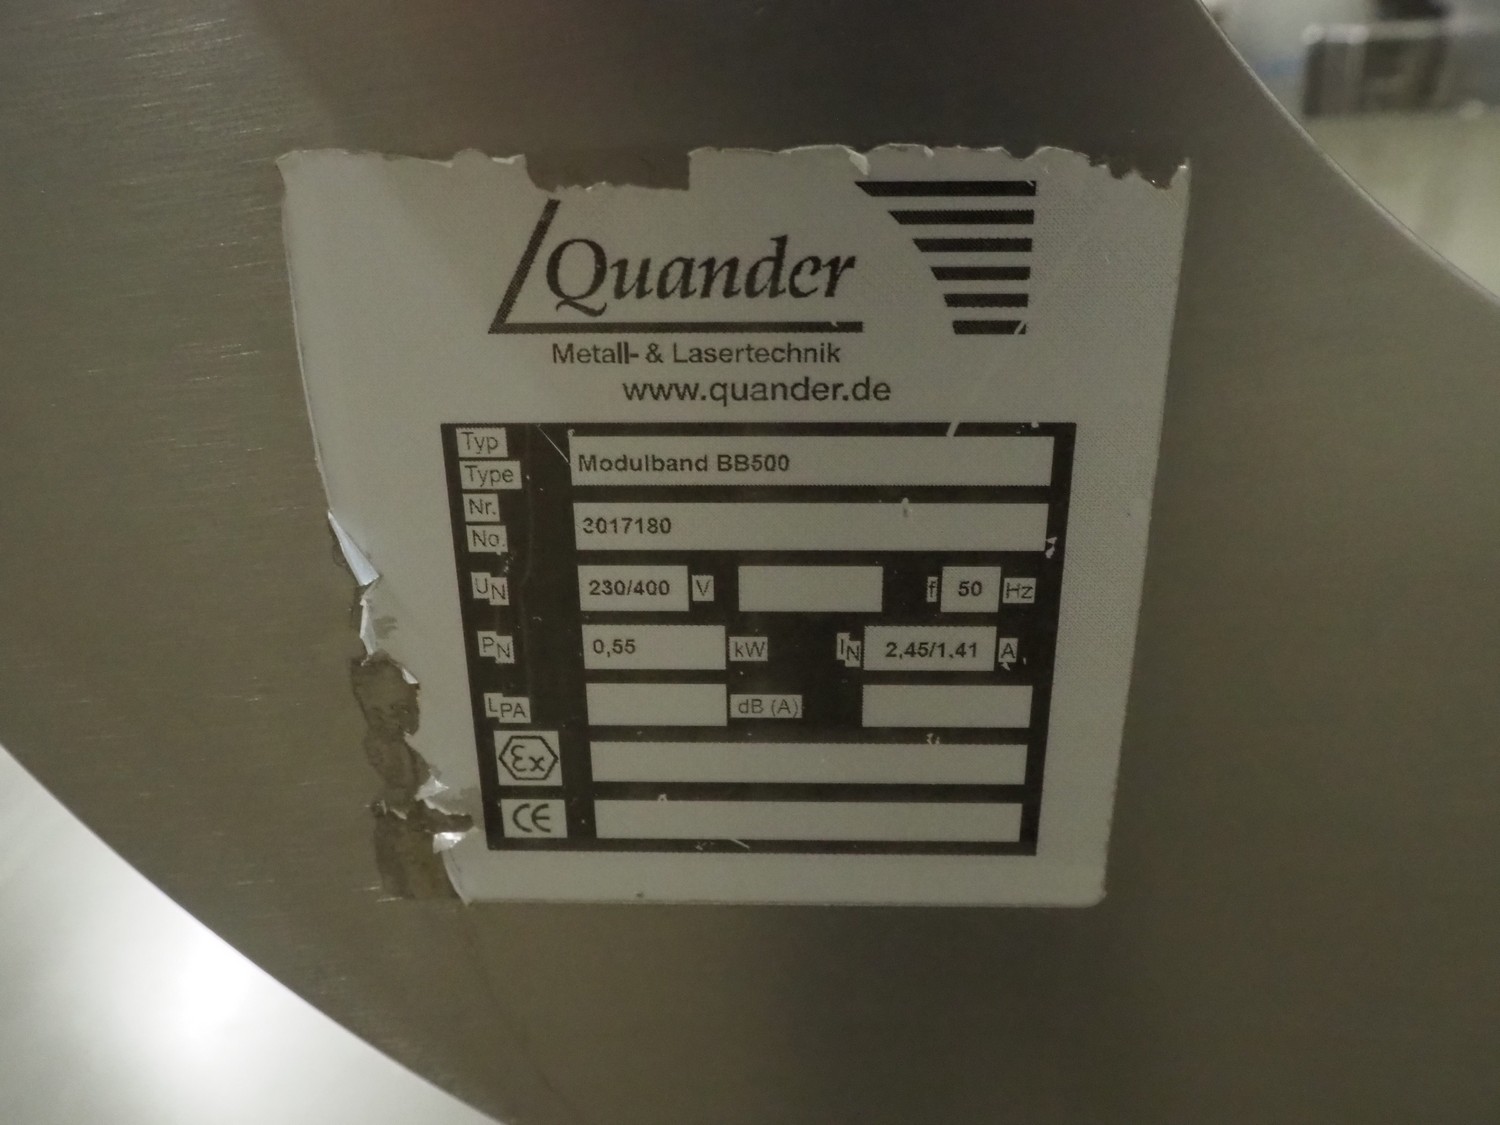 Quander
Metall- & Lasertechnik
www.quander.de
Typ
Type
Modulband BB500
Nr.
No.
3017180
UN 230/400 V f 50 Hz
PN 0,55 kW IN 2,45/1,41 A
LPA dB (A)
Ex
CE